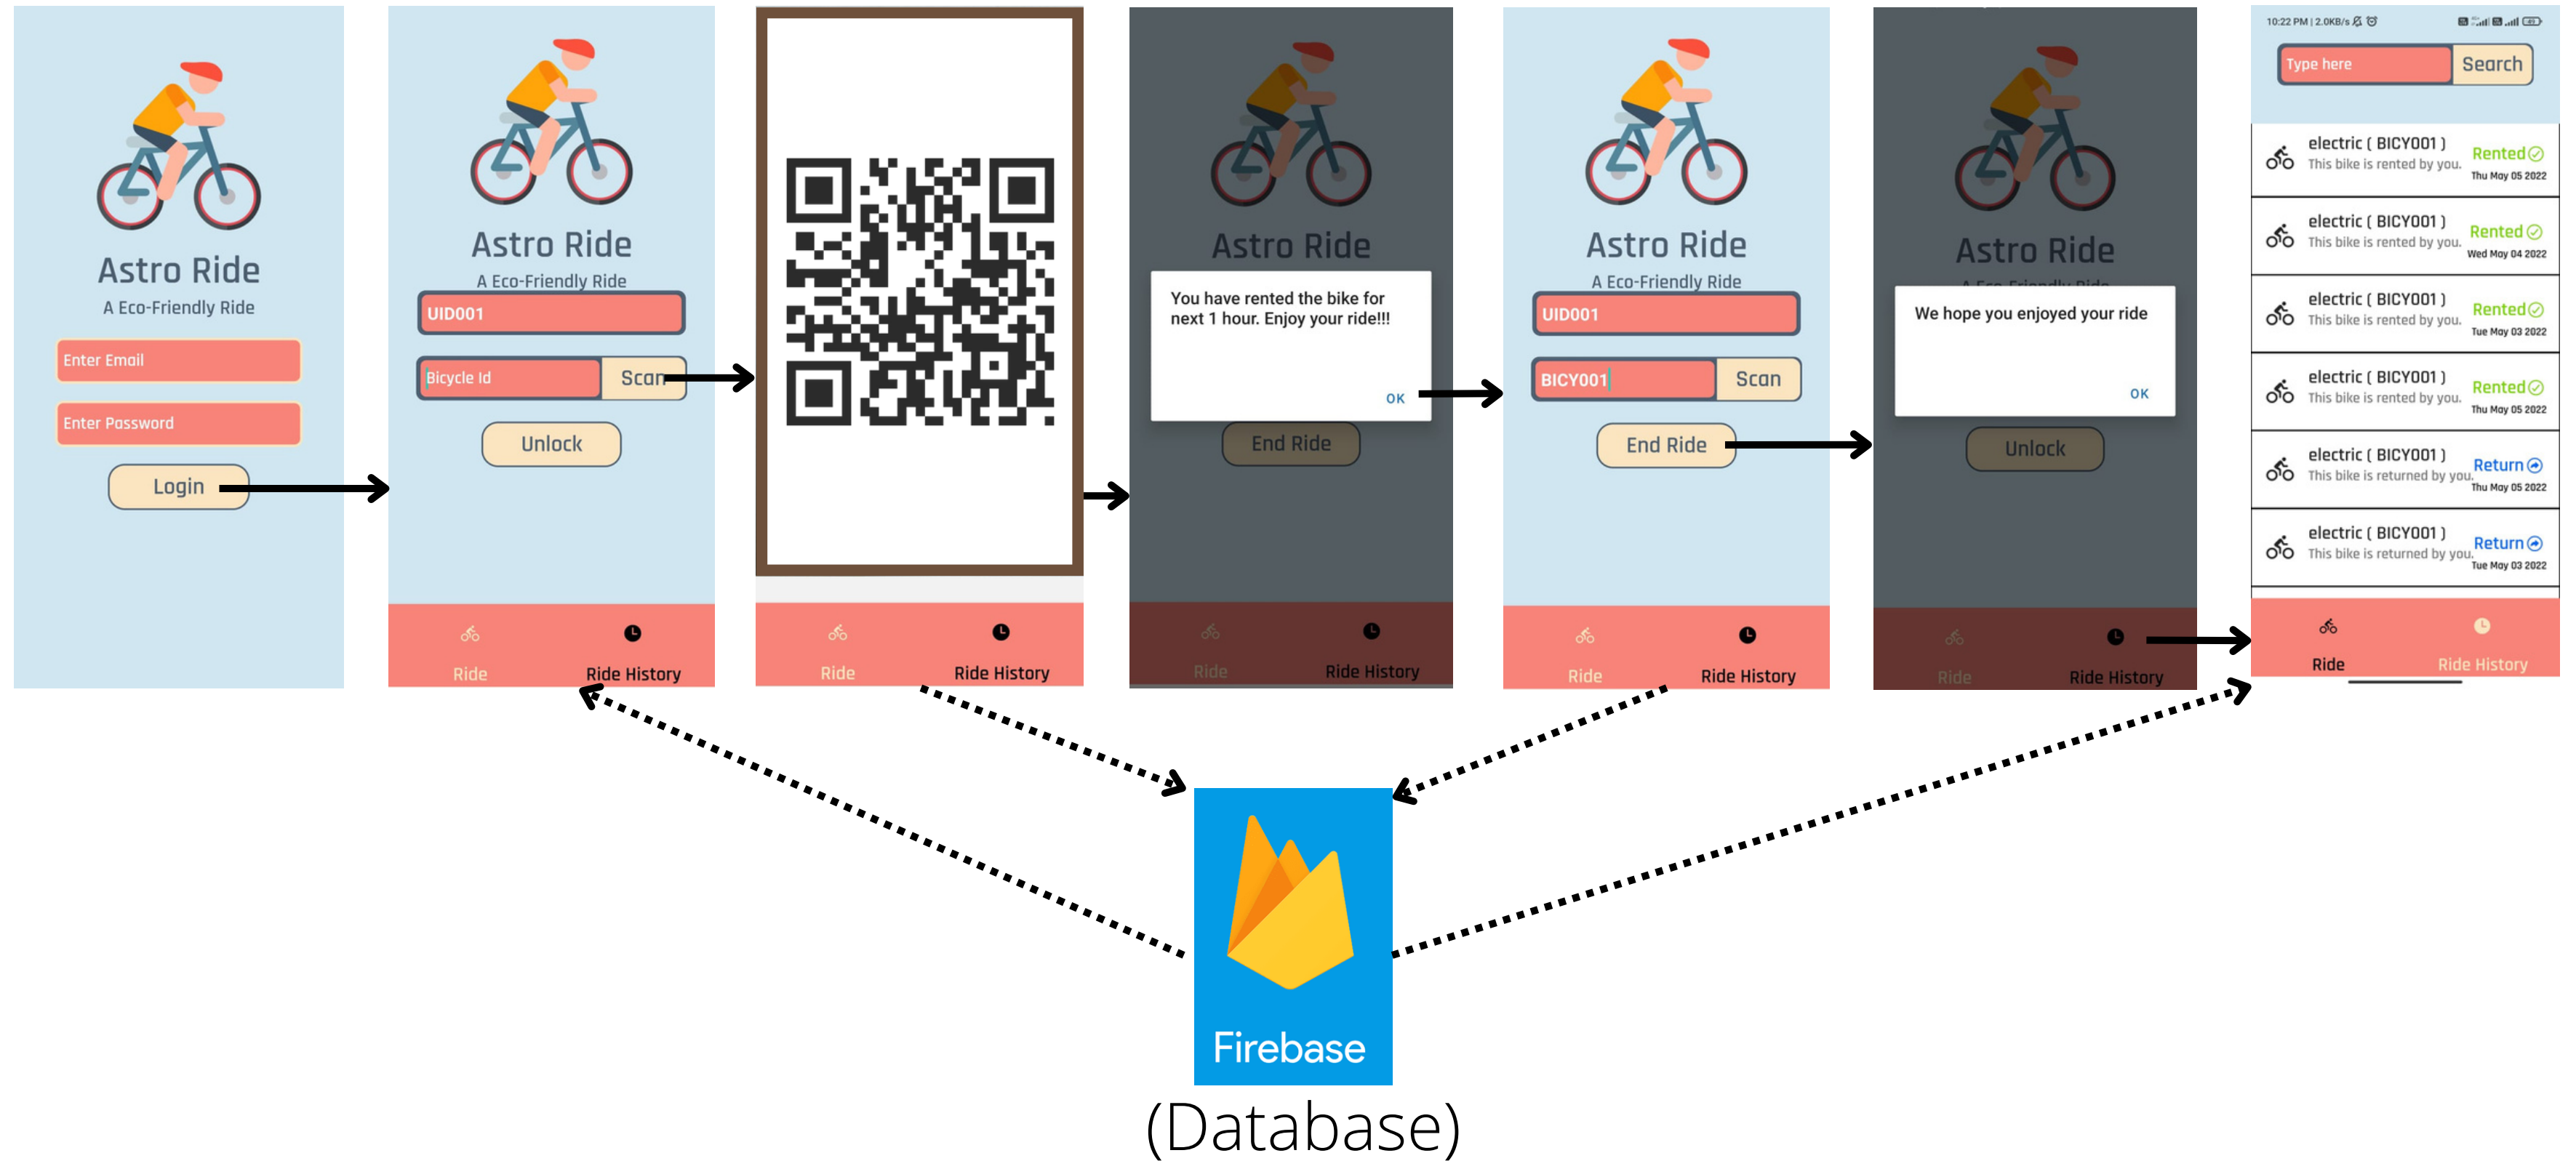 Astro Ride
A Eco-Friendly Ride
Enter Email
Enter Password
Login
Astro Ride
A Eco-Friendly Ride
UID001
Bicycle Id
Scan
Unlock
Ride
Ride History
Ride
Ride History
Astro Ride
You have rented the bike for
next 1 hour. Enjoy your ride!!!
OK
End Ride
Ride
Ride History
Astro Ride
A Eco-Friendly Ride
UID001
BICY001
Scan
End Ride
Ride
Ride History
Astro Ride
A Eco-Friendly Ride
We hope you enjoyed your ride
OK
Unlock
Ride
Ride History
10:22 PM | 2.0KB/s
Type here
Search
electric ( BICY001 )
This bike is rented by you.
Rented
Thu May 05 2022
electric ( BICY001 )
This bike is rented by you.
Rented
Wed May 04 2022
electric ( BICY001 )
This bike is rented by you.
Rented
Tue May 03 2022
electric ( BICY001 )
This bike is rented by you.
Rented
Thu May 05 2022
electric ( BICY001 )
This bike is returned by you.
Return
Thu May 05 2022
electric ( BICY001 )
This bike is returned by you.
Return
Tue May 03 2022
Ride
Ride History
Firebase
(Database)